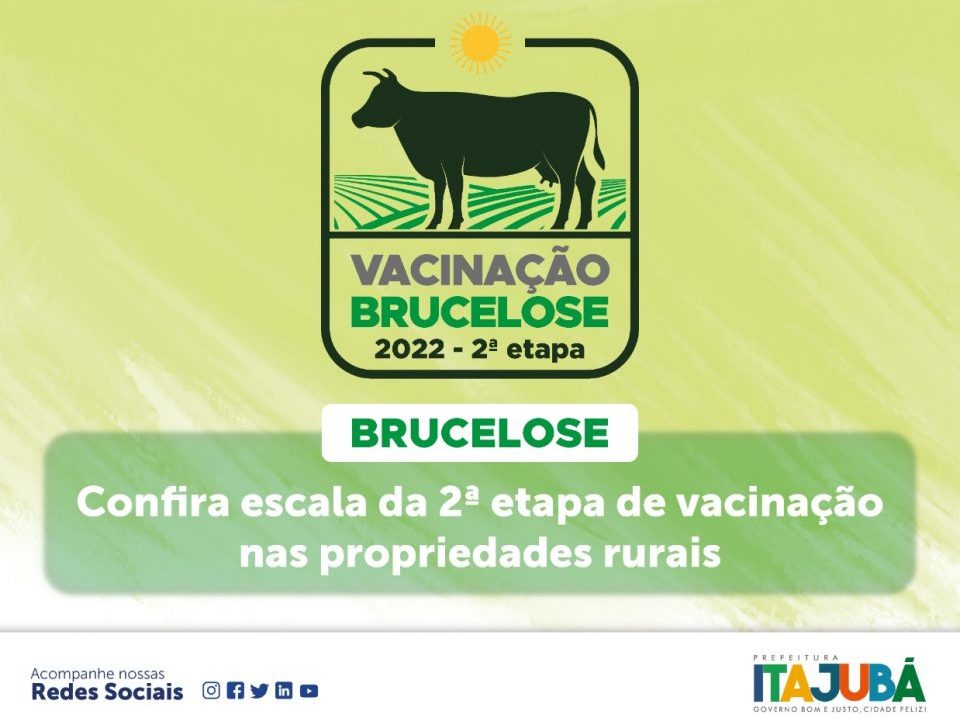 VACINAÇÃO
BRUCELOSE
2022 - 2ª etapa
BRUCELOSE
Confira escala da 2ª etapa de vacinação
nas propriedades rurais
Acompanhe nossas
Redes Sociais
PREFEITURA
ITAJUBÁ
GOVERNO BOM É JUSTO, CIDADE FELIZ!